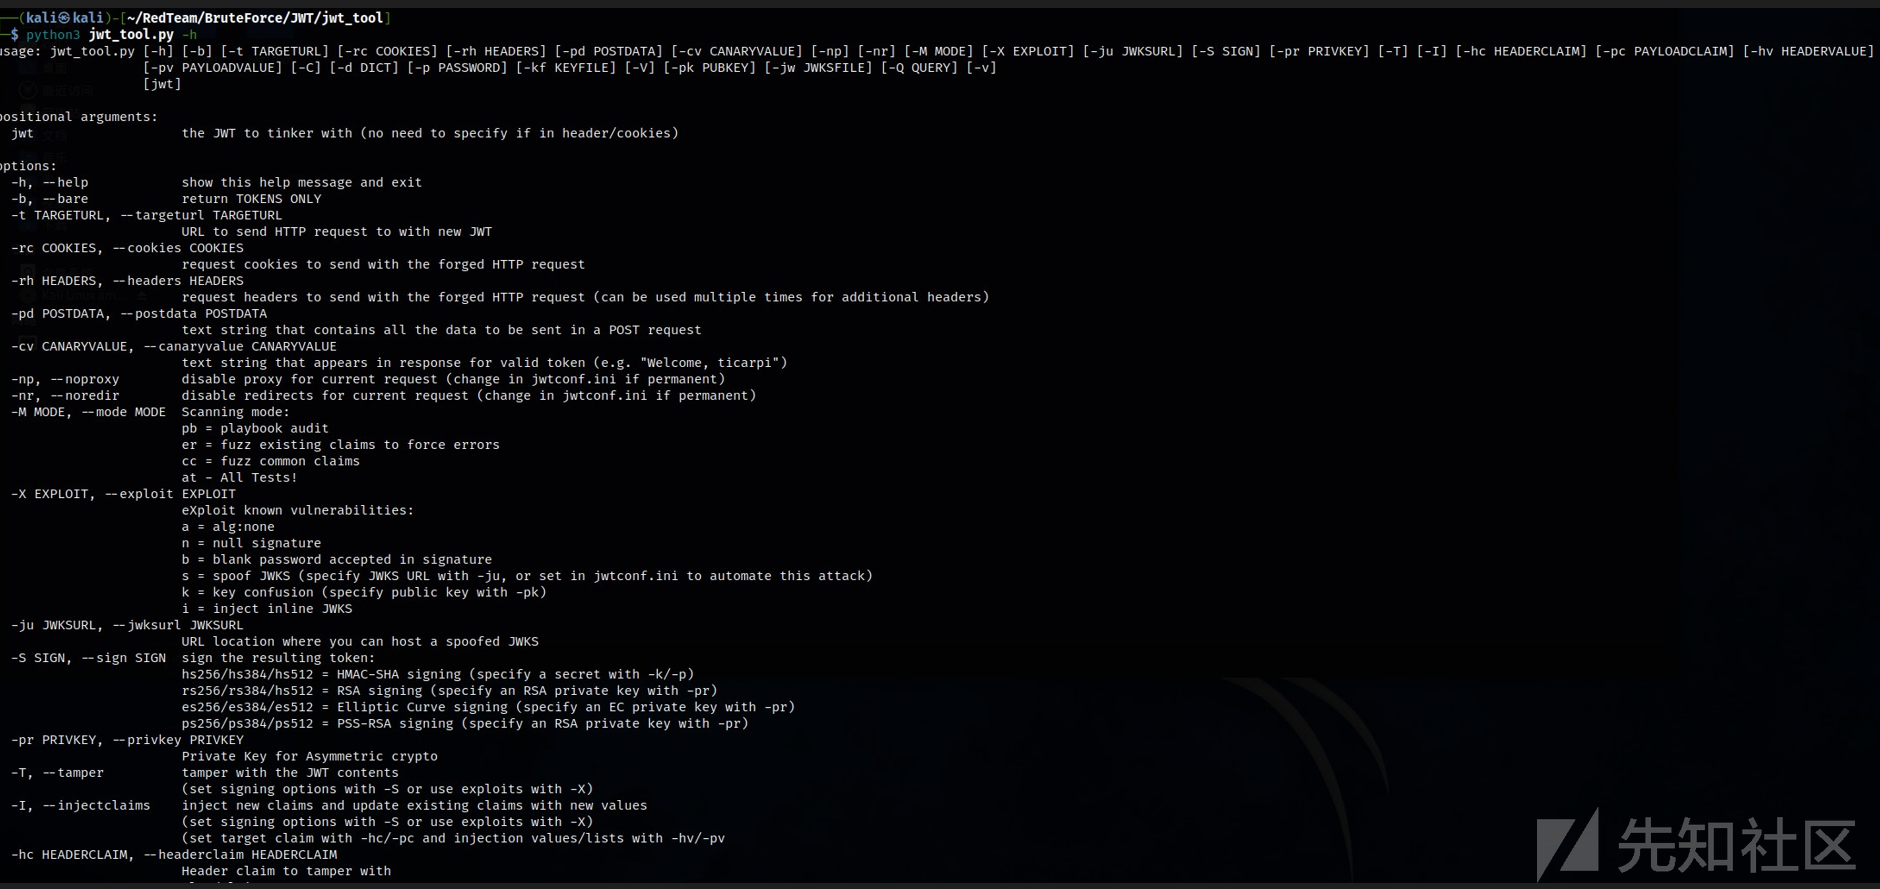 (kali㉿kali)-[~/RedTeam/BruteForce/JWT/jwt_tool]
$ python3 jwt_tool.py -h
usage: jwt_tool.py [-h] [-b] [-t TARGETURL] [-rc COOKIES] [-rh HEADERS] [-pd POSTDATA] [-cv CANARYVALUE] [-np] [-nr] [-M MODE] [-X EXPLOIT] [-ju JWKSURL] [-S SIGN] [-pr PRIVKEY] [-T] [-I] [-hc HEADERCLAIM] [-pc PAYLOADCLAIM] [-hv HEADERVALUE]
[-pv PAYLOADVALUE] [-C] [-d DICT] [-p PASSWORD] [-kf KEYFILE] [-V] [-pk PUBKEY] [-jw JWKSFILE] [-Q QUERY] [-v]
[jwt]
positional arguments:
jwt the JWT to tinker with (no need to specify if in header/cookies)
options:
-h, --help show this help message and exit
-b, --bare return TOKENS ONLY
-t TARGETURL, --targeturl TARGETURL
URL to send HTTP request to with new JWT
-rc COOKIES, --cookies COOKIES
request cookies to send with the forged HTTP request
-rh HEADERS, --headers HEADERS
request headers to send with the forged HTTP request (can be used multiple times for additional headers)
-pd POSTDATA, --postdata POSTDATA
text string that contains all the data to be sent in a POST request
-cv CANARYVALUE, --canaryvalue CANARYVALUE
text string that appears in response for valid token (e.g. "Welcome, ticarpi")
-np, --noproxy disable proxy for current request (change in jwtconf.ini if permanent)
-nr, --noredir disable redirects for current request (change in jwtconf.ini if permanent)
-M MODE, --mode MODE Scanning mode:
pb = playbook audit
er = fuzz existing claims to force errors
cc = fuzz common claims
at - All Tests!
-X EXPLOIT, --exploit EXPLOIT
eXploit known vulnerabilities:
a = alg:none
n = null signature
b = blank password accepted in signature
s = spoof JWKS (specify JWKS URL with -ju, or set in jwtconf.ini to automate this attack)
k = key confusion (specify public key with -pk)
i = inject inline JWKS
-ju JWKSURL, --jwksurl JWKSURL
URL location where you can host a spoofed JWKS
-S SIGN, --sign SIGN sign the resulting token:
hs256/hs384/hs512 = HMAC-SHA signing (specify a secret with -k/-p)
rs256/rs384/hs512 = RSA signing (specify an RSA private key with -pr)
es256/es384/es512 = Elliptic Curve signing (specify an EC private key with -pr)
ps256/ps384/ps512 = PSS-RSA signing (specify an RSA private key with -pr)
-pr PRIVKEY, --privkey PRIVKEY
Private Key for Asymmetric crypto
-T, --tamper tamper with the JWT contents
(set signing options with -S or use exploits with -X)
-I, --injectclaims inject new claims and update existing claims with new values
(set signing options with -S or use exploits with -X)
(set target claim with -hc/-pc and injection values/lists with -hv/-pv
-hc HEADERCLAIM, --headerclaim HEADERCLAIM
Header claim to tamper with
先知社区